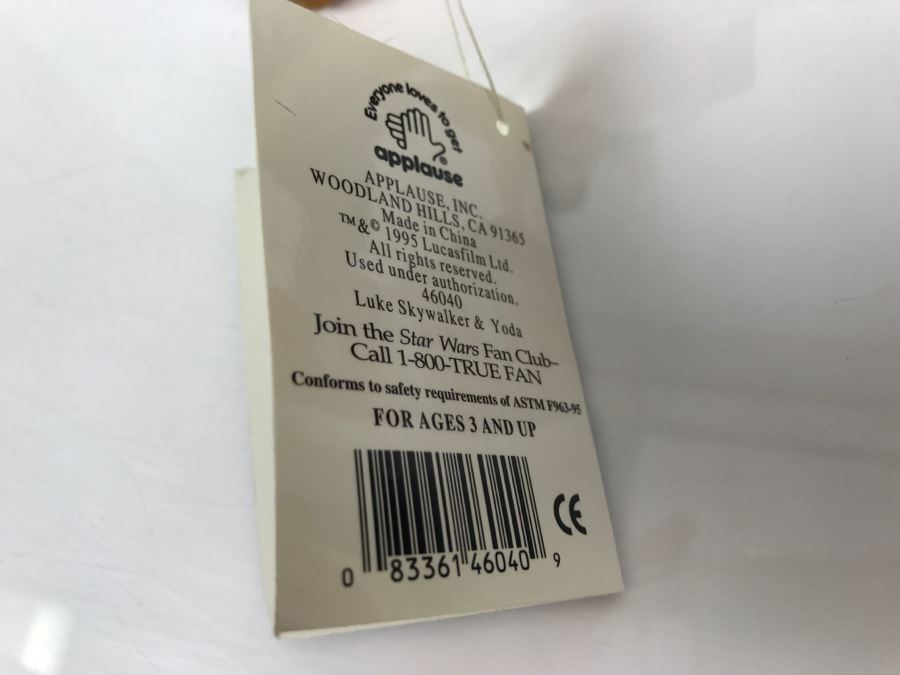 Everyone loves to get
applause®
APPLAUSE, INC.
WOODLAND HILLS, CA 91365
Made in China
TM & © 1995 Lucasfilm Ltd.
All rights reserved.
Used under authorization.
46040
Luke Skywalker & Yoda
Join the Star Wars Fan Club–
Call 1-800-TRUE FAN
Conforms to safety requirements of ASTM F963-95
FOR AGES 3 AND UP
CE
0 83361 46040 9